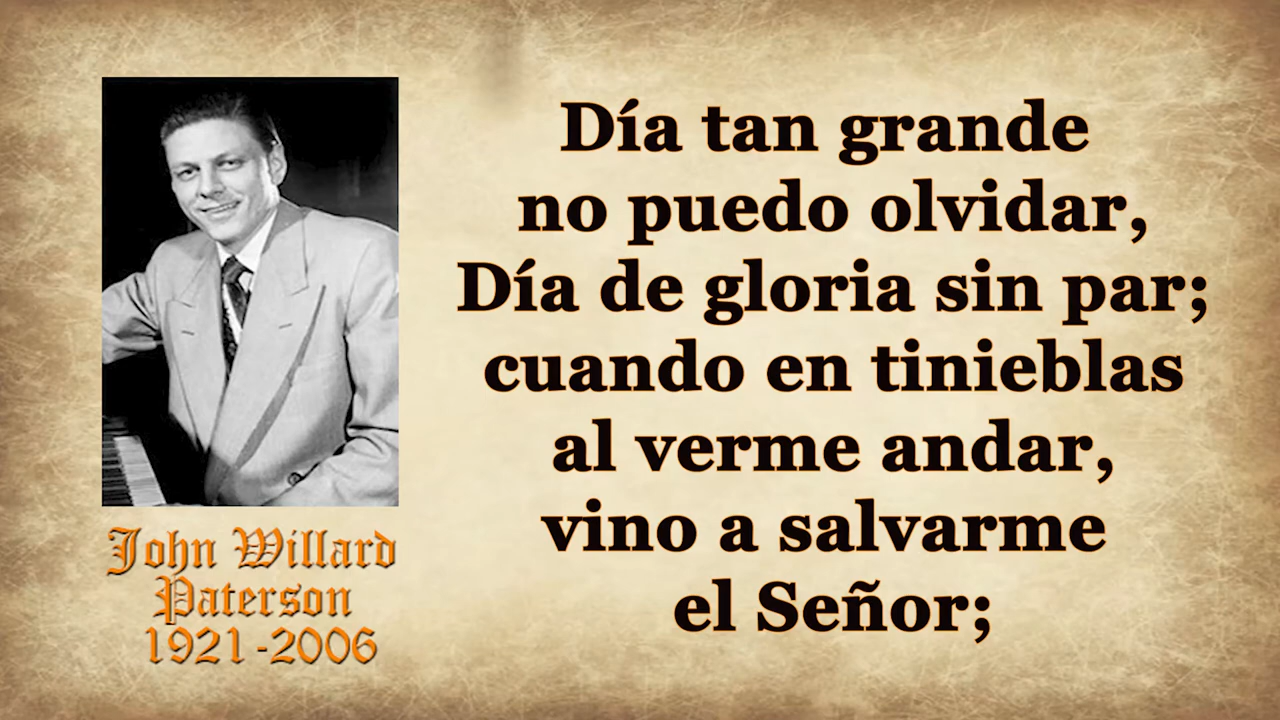 Día tan grande
no puedo olvidar,
Día de gloria sin par;
cuando en tinieblas
al verme andar,
vino a salvarme
el Señor;
John Willard
Paterson
1921-2006